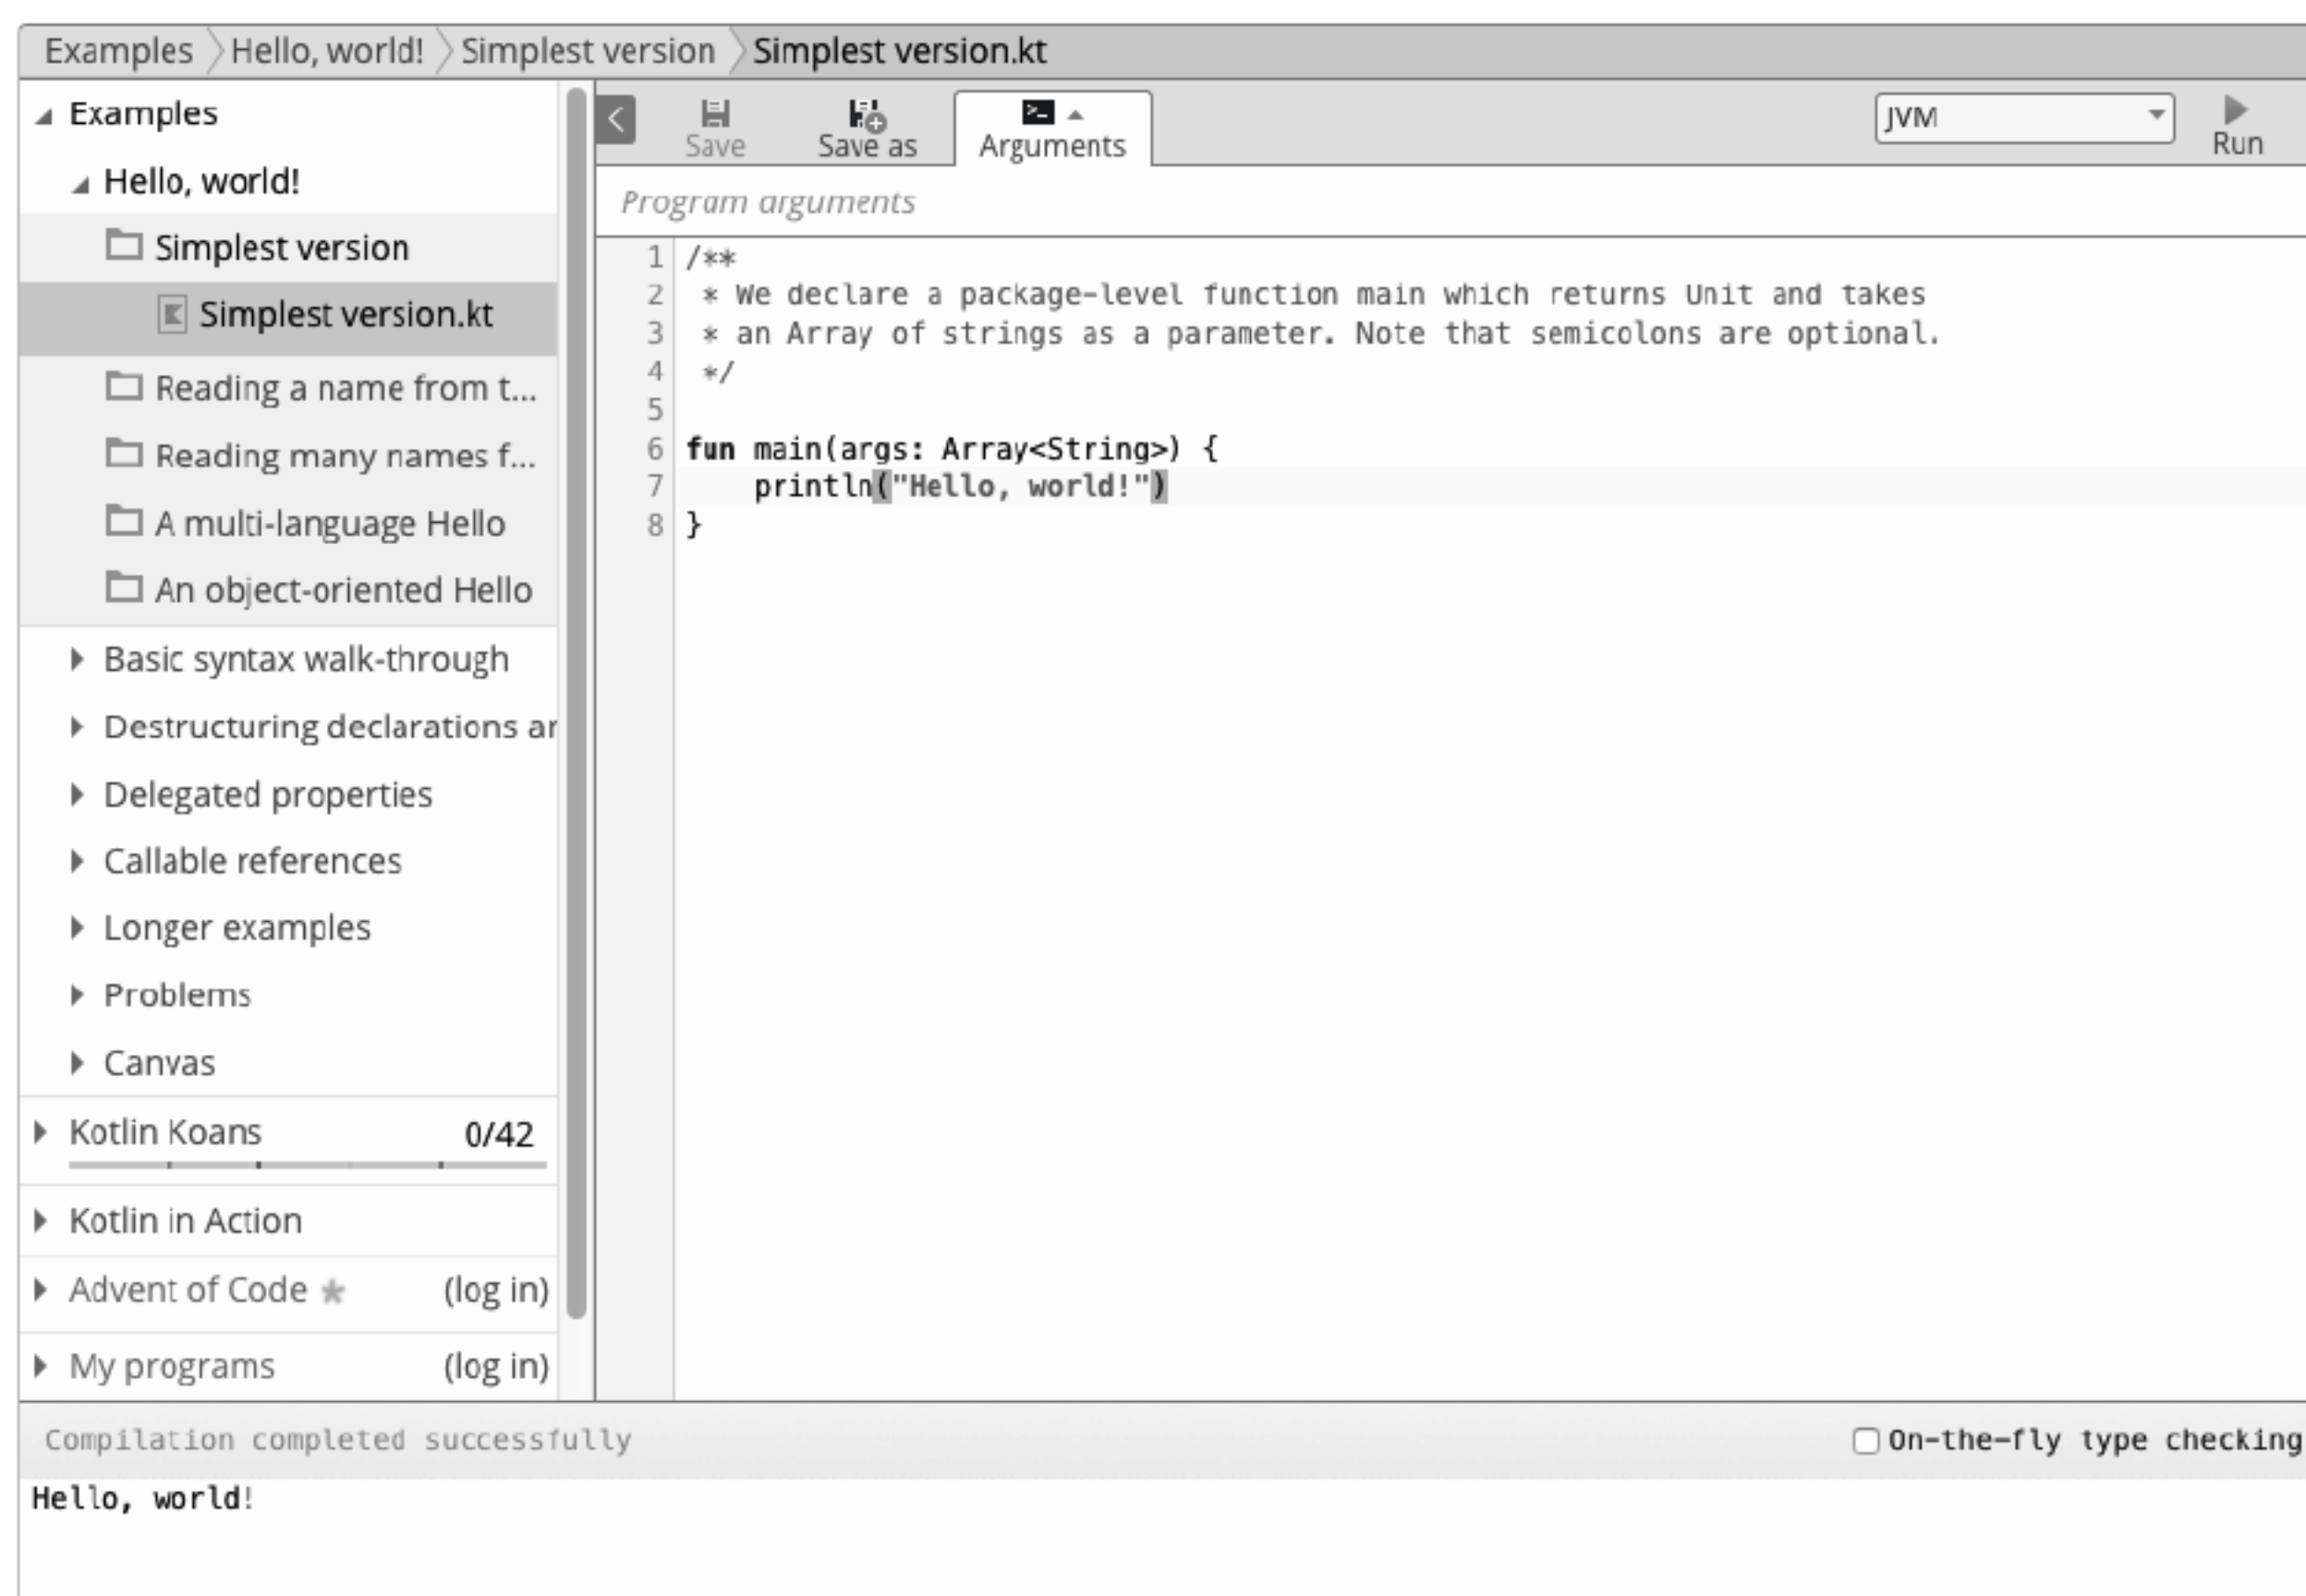 Examples Hello, world! Simplest version Simplest version.kt
Examples
Hello, world!
Simplest version
Simplest version.kt
Reading a name from t...
Reading many names f...
A multi-language Hello
An object-oriented Hello
Basic syntax walk-through
Destructuring declarations ar
Delegated properties
Callable references
Longer examples
Problems
Canvas
Kotlin Koans 0/42
Kotlin in Action
Advent of Code (log in)
My programs (log in)
Save Save as Arguments JVM Run
Program arguments
1 /**
2  * We declare a package-level function main which returns Unit and takes
3  * an Array of strings as a parameter. Note that semicolons are optional.
4  */
5
6 fun main(args: Array<String>) {
7     println("Hello, world!")
8 }
Compilation completed successfully On-the-fly type checking
Hello, world!